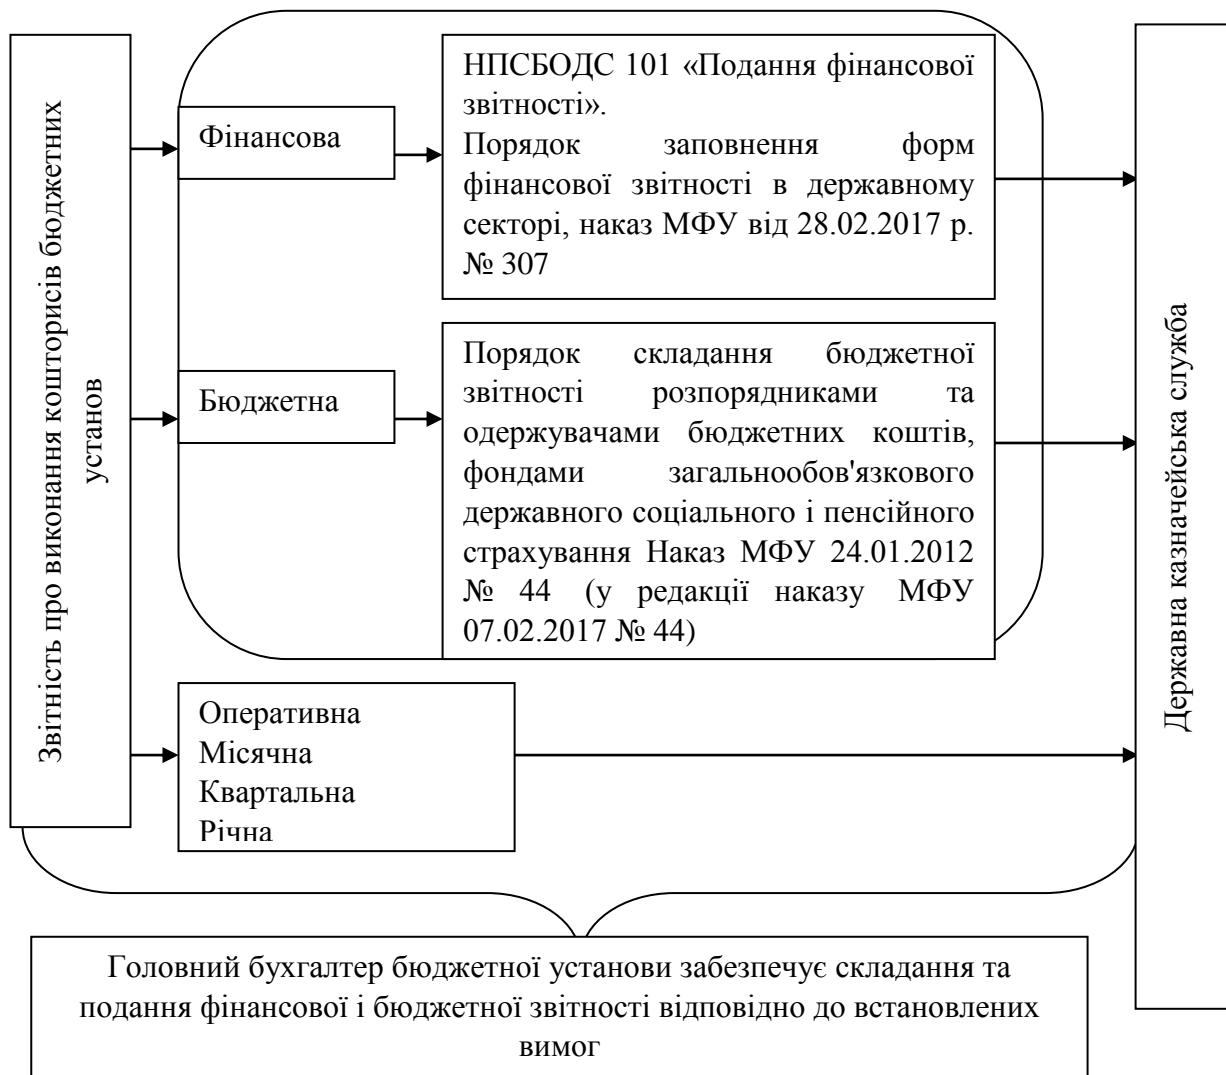 Звітність про виконання кошторисів бюджетних
установ
Фінансова
НПСБОДС 101 «Подання фінансової
звітності».
Порядок заповнення форм
фінансової звітності в державному
секторі, наказ МФУ від 28.02.2017 р.
№ 307
Бюджетна
Порядок складання бюджетної
звітності розпорядниками та
одержувачами бюджетних коштів,
фондами загальнообов'язкового
державного соціального і пенсійного
страхування Наказ МФУ 24.01.2012
№ 44 (у редакції наказу МФУ
07.02.2017 № 44)
Оперативна
Місячна
Квартальна
Річна
Державна казначейська служба
Головний бухгалтер бюджетної установи забезпечує складання та
подання фінансової і бюджетної звітності відповідно до встановлених
вимог